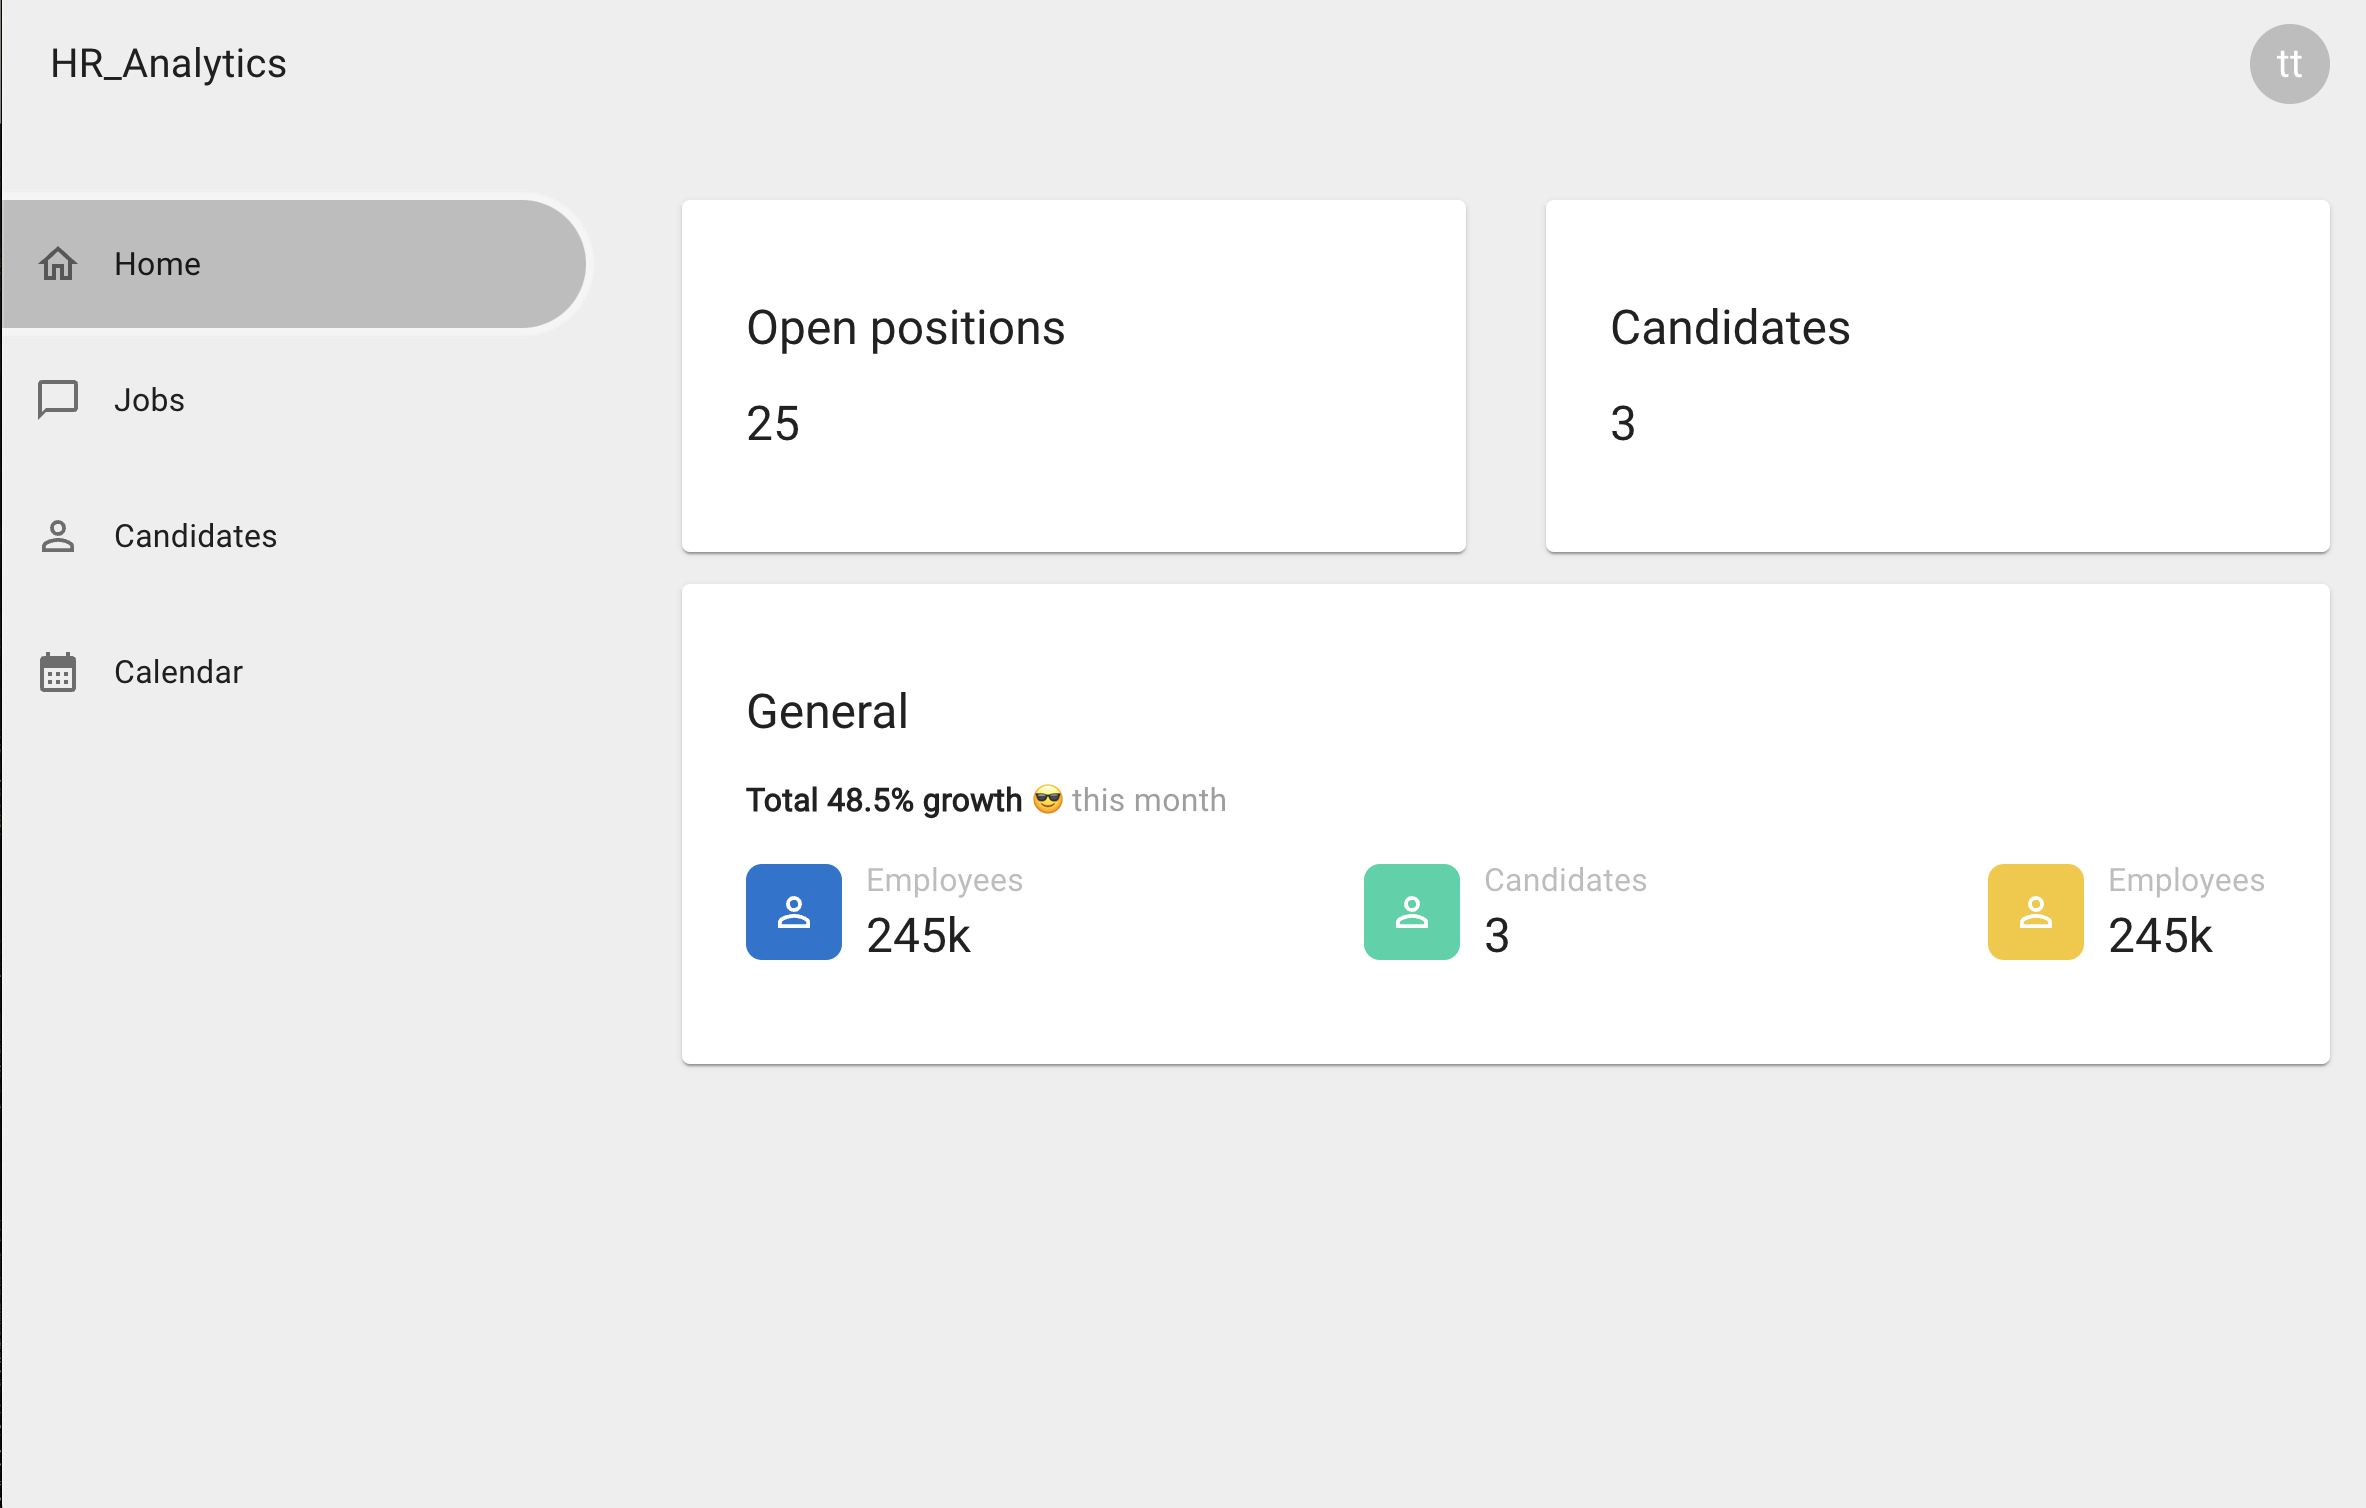 HR_Analytics
tt
Home
Jobs
Candidates
Calendar
Open positions
25
Candidates
3
General
Total 48.5% growth 😎 this month
Employees
245k
Candidates
3
Employees
245k